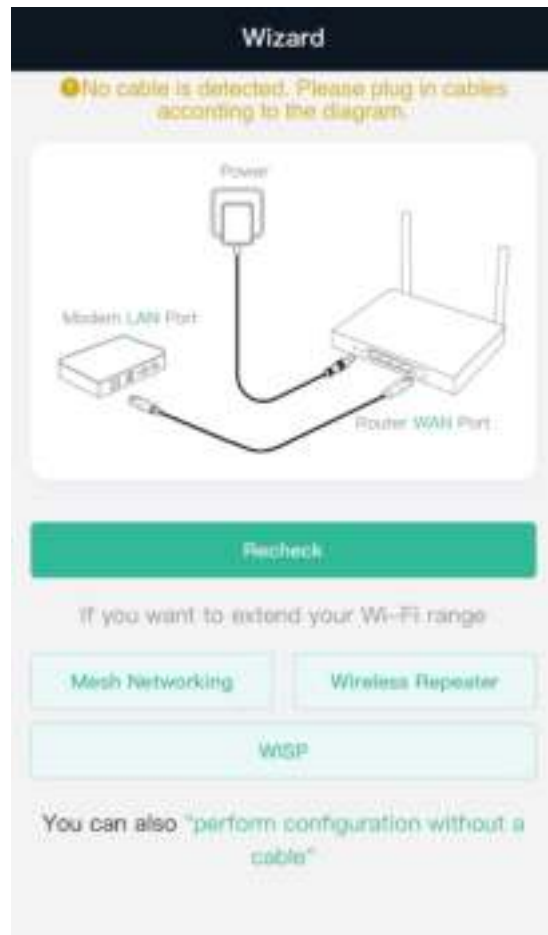 Wizard
No cable is detected. Please plug in cables
according to the diagram.
Power
Modem LAN Port
Router WAN Port
Recheck
If you want to extend your Wi-Fi range
Mesh Networking
Wireless Repeater
WISP
You can also "perform configuration without a
cable"